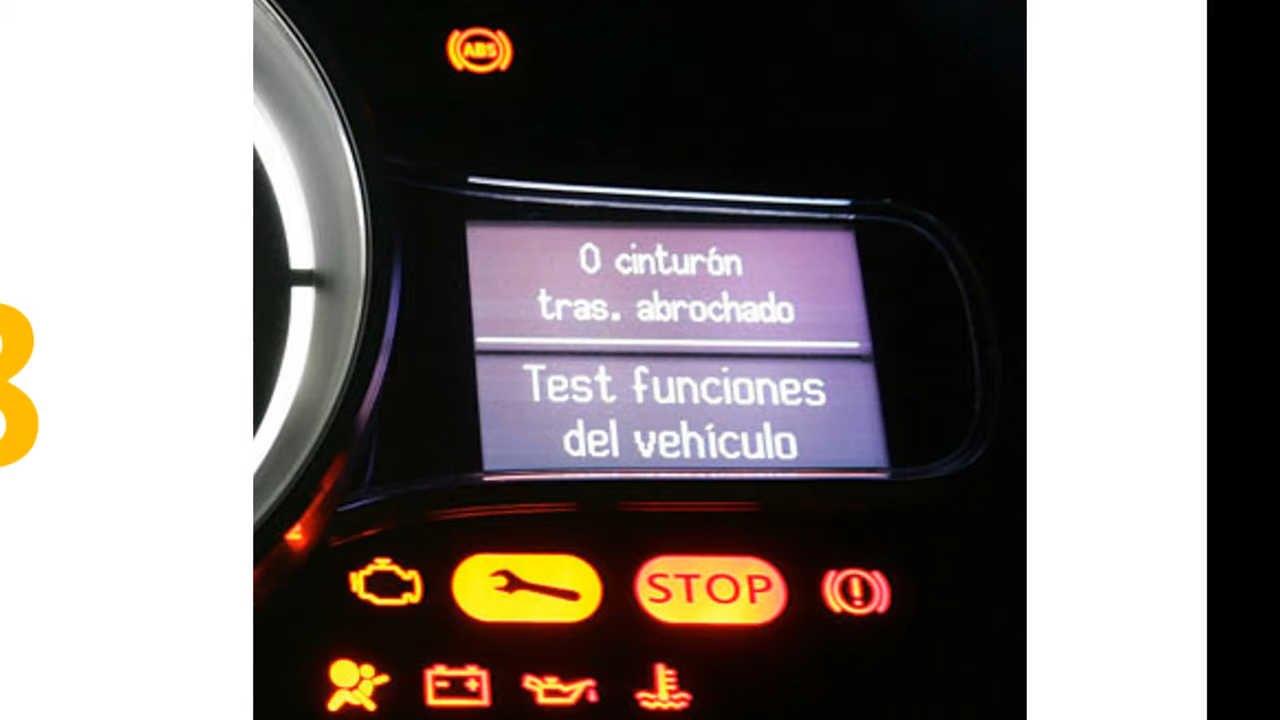 ABS
0 cinturón
tras. abrochado
Test funciones
del vehículo
STOP